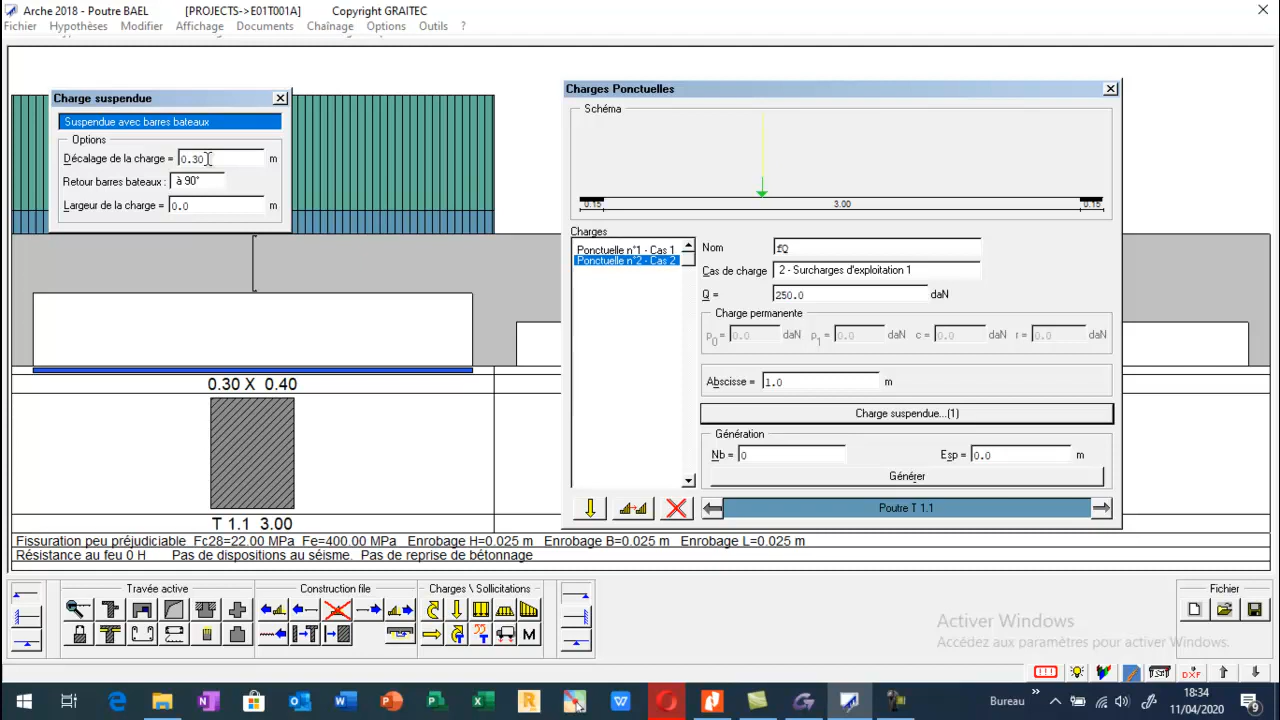 Arche 2018 - Poutre BAEL [PROJECTS->E01T001A] Copyright GRAITEC
Fichier Hypothèses Modifier Affichage Documents Chaînage Options Outils ?
Charge suspendue
Suspendue avec barres bateaux
Options
Décalage de la charge = 0.30 m
Retour barres bateaux : à 90°
Largeur de la charge = 0.0 m
Charges Ponctuelles
Schéma
0.15 3.00 0.15
Charges
Ponctuelle n°1 - Cas 1
Ponctuelle n°2 - Cas 2
Nom fQ
Cas de charge 2 - Surcharges d'exploitation 1
Q = 250.0 daN
Charge permanente
p0 = 0.0 daN p1 = 0.0 daN c = 0.0 daN r = 0.0 daN
Abscisse = 1.0 m
Charge suspendue...(1)
Génération
Nb = 0 Esp = 0.0 m
Générer
Poutre T 1.1
0.30 X 0.40
T 1.1 3.00
Fissuration peu préjudiciable Fc28=22.00 MPa Fe=400.00 MPa Enrobage H=0.025 m Enrobage B=0.025 m Enrobage L=0.025 m
Résistance au feu 0 H Pas de dispositions au séisme. Pas de reprise de bétonnage
Travée active Construction file Charges \ Sollicitations Fichier
M
Activer Windows
Accédez aux paramètres pour activer Windows.
DXF
Bureau » 18:34
11/04/2020 9